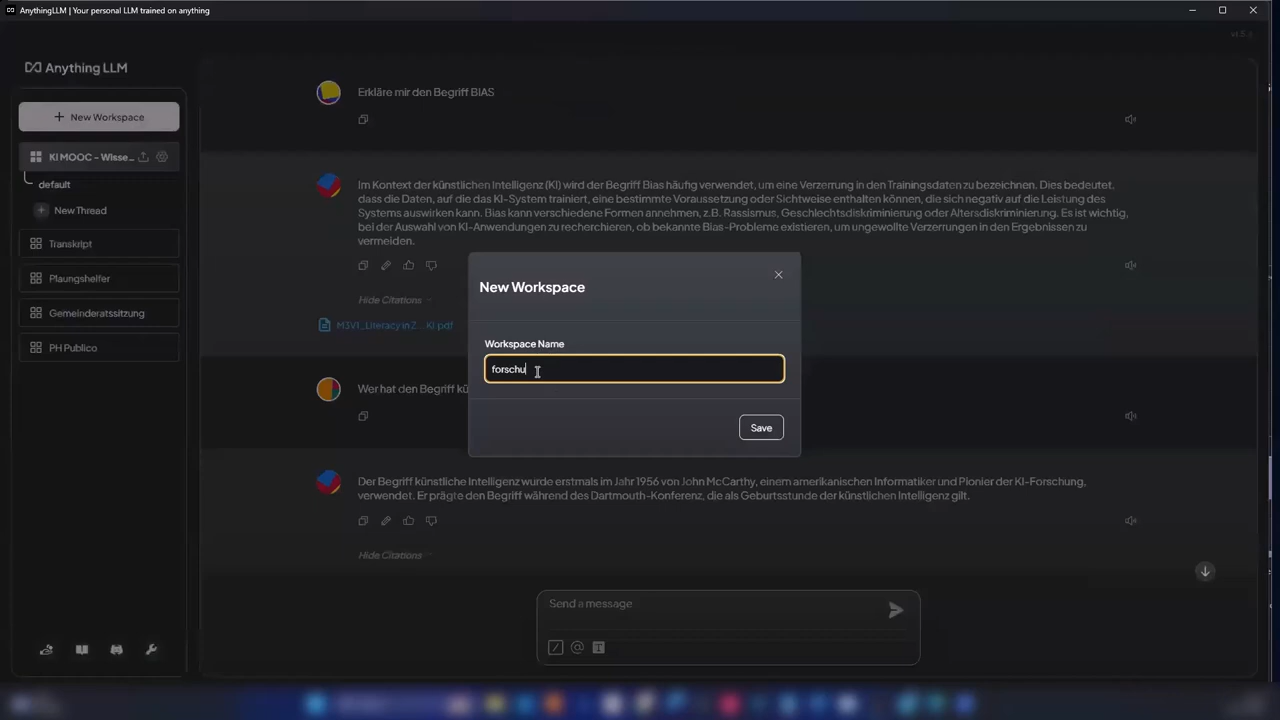 AnythingLLM | Your personal LLM trained on anything
Anything LLM
New Workspace
KI MOOC - Wisse...
default
New Thread
Transkript
Plaungshelfer
Gemeinderatssitzung
PH Publico
Erkläre mir den Begriff BIAS
Im Kontext der künstlichen Intelligenz (KI) wird der Begriff Bias häufig verwendet, um eine Verzerrung in den Trainingsdaten zu bezeichnen. Dies bedeutet,
dass die Daten, auf die das KI-System trainiert, eine bestimmte Voraussetzung oder Sichtweise enthalten können, die sich negativ auf die Leistung des
Systems auswirken kann. Bias kann verschiedene Formen annehmen, z.B. Rassismus, Geschlechtsdiskriminierung oder Altersdiskriminierung. Es ist wichtig,
bei der Auswahl von KI-Anwendungen zu recherchieren, ob bekannte Bias-Probleme existieren, um ungewollte Verzerrungen in den Ergebnissen zu
vermeiden.
Hide Citations
M3V1_Literacy in Z... KI.pdf
New Workspace
Workspace Name
forschu
Save
Wer hat den Begriff kü
Der Begriff künstliche Intelligenz wurde erstmals im Jahr 1956 von John McCarthy, einem amerikanischen Informatiker und Pionier der KI-Forschung,
verwendet. Er prägte den Begriff während des Dartmouth-Konferenz, die als Geburtsstunde der künstlichen Intelligenz gilt.
Hide Citations
Send a message